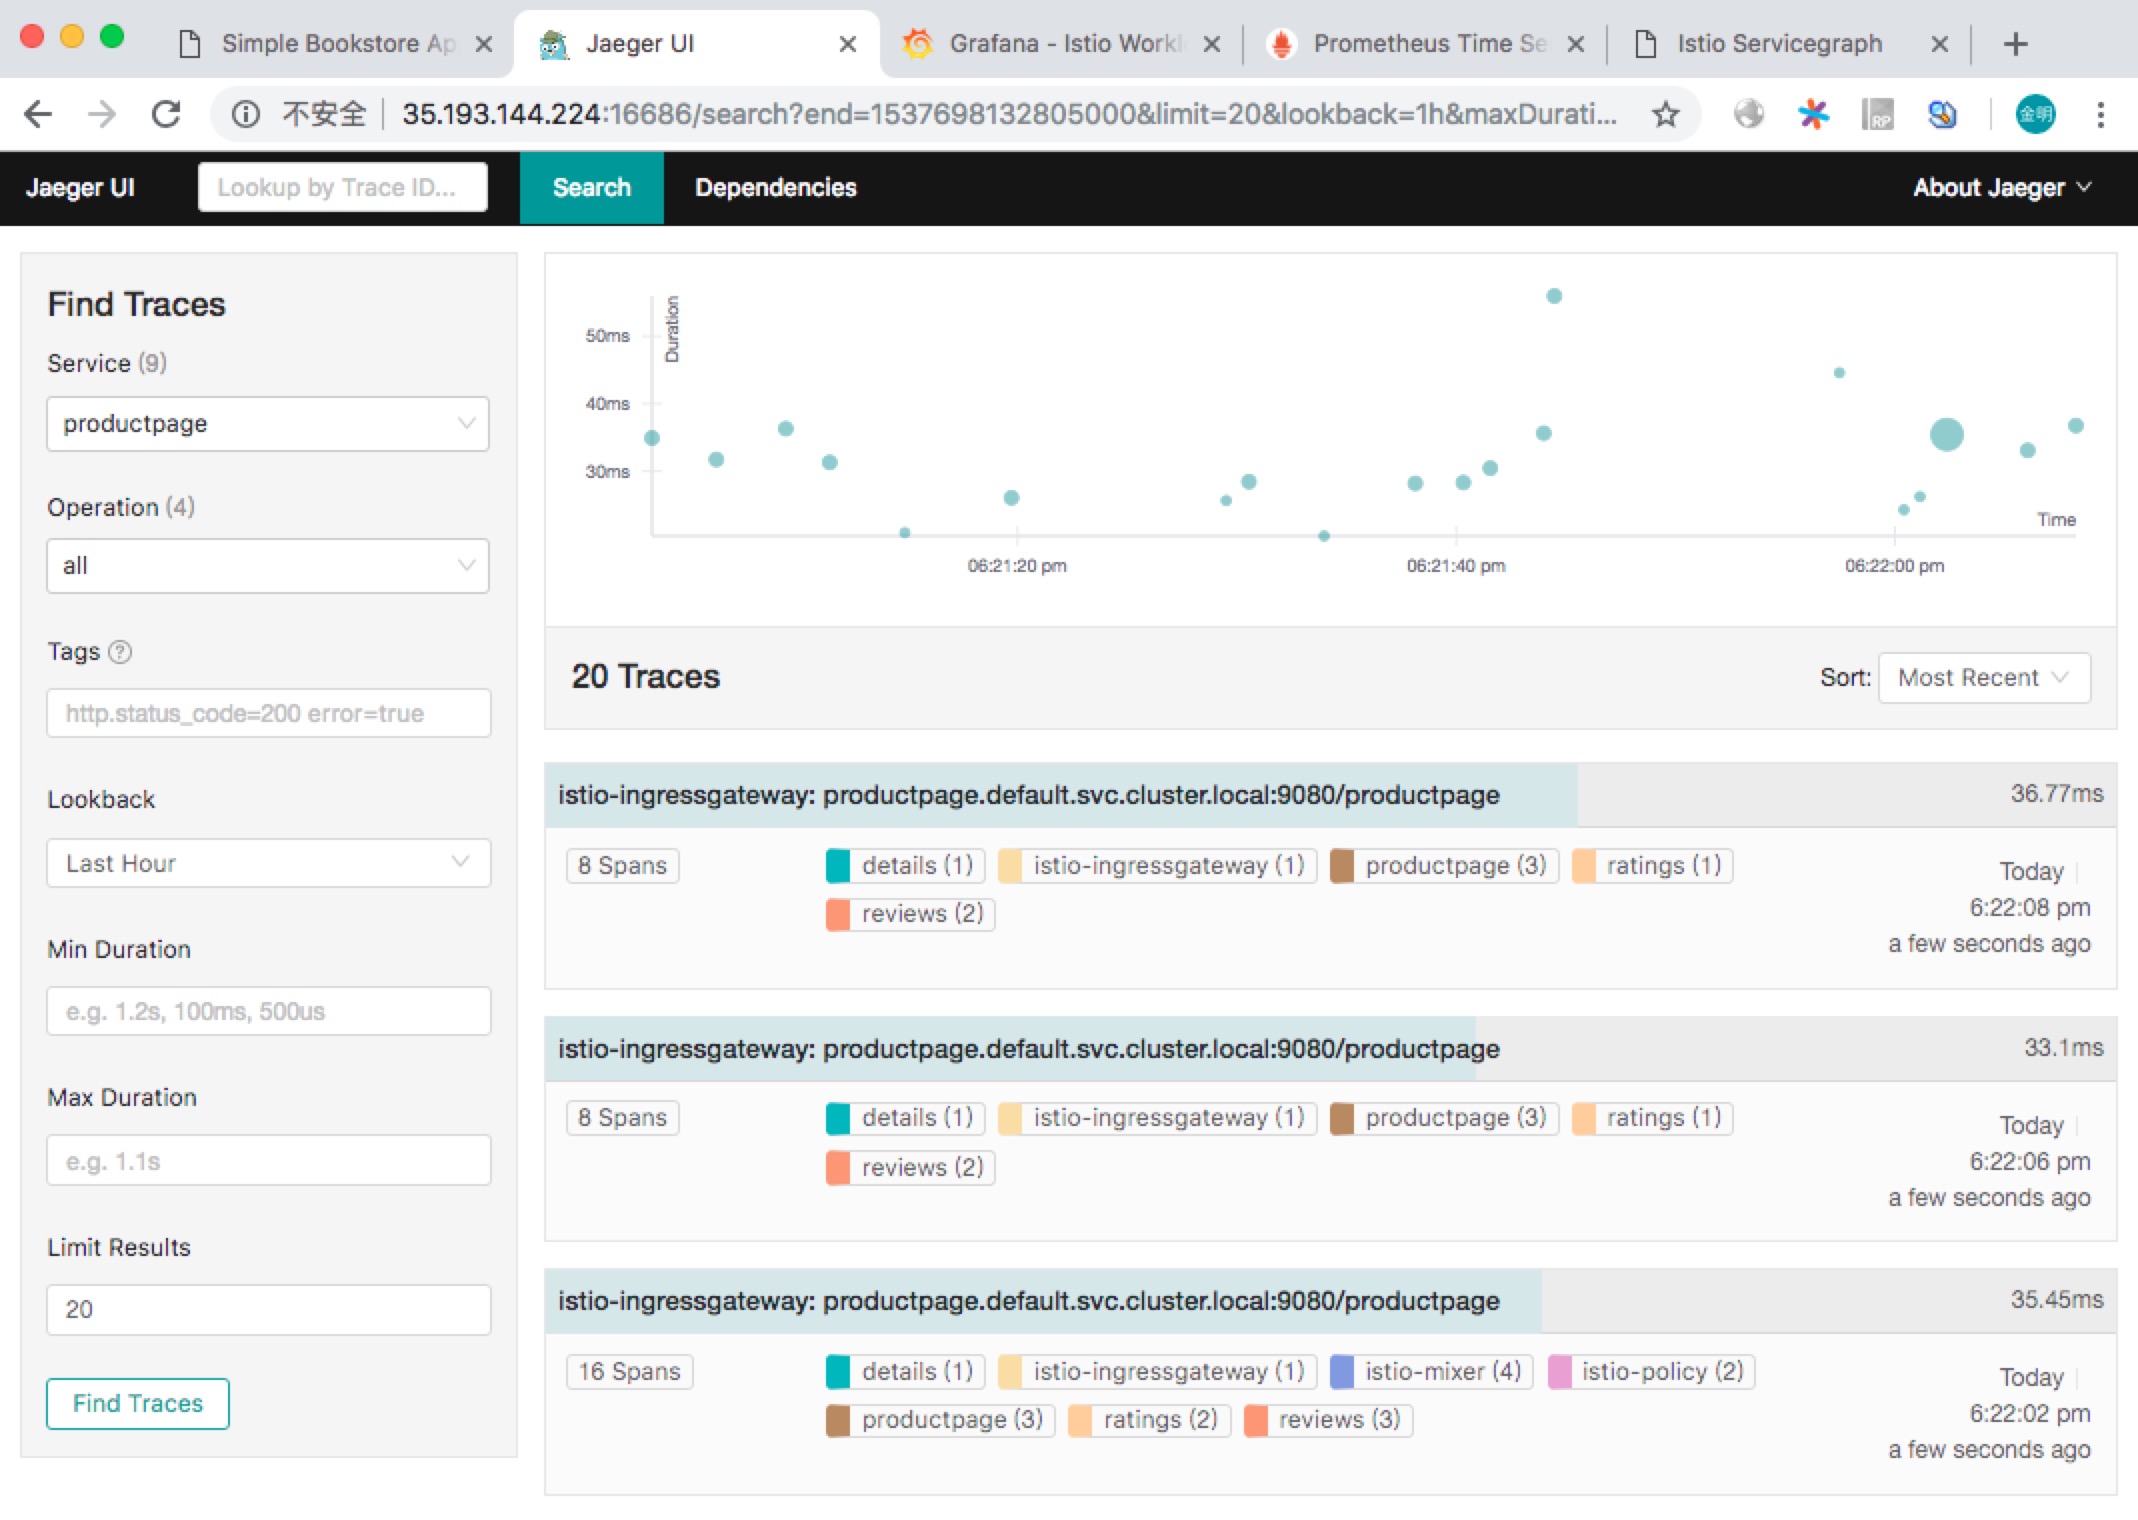 Simple Bookstore Ap
Jaeger UI
Grafana - Istio Workl
Prometheus Time Se
Istio Servicegraph
不安全 35.193.144.224:16686/search?end=1537698132805000&limit=20&lookback=1h&maxDurati...
RP
金明
Jaeger UI
Lookup by Trace ID...
Search
Dependencies
About Jaeger
Find Traces
Service (9)
productpage
Operation (4)
all
Tags ?
http.status_code=200 error=true
Lookback
Last Hour
Min Duration
e.g. 1.2s, 100ms, 500us
Max Duration
e.g. 1.1s
Limit Results
20
Find Traces
Duration
50ms
40ms
30ms
Time
06:21:20 pm
06:21:40 pm
06:22:00 pm
20 Traces
Sort: Most Recent
istio-ingressgateway: productpage.default.svc.cluster.local:9080/productpage
36.77ms
8 Spans
details (1) istio-ingressgateway (1) productpage (3) ratings (1)
reviews (2)
Today
6:22:08 pm
a few seconds ago
istio-ingressgateway: productpage.default.svc.cluster.local:9080/productpage
33.1ms
8 Spans
details (1) istio-ingressgateway (1) productpage (3) ratings (1)
reviews (2)
Today
6:22:06 pm
a few seconds ago
istio-ingressgateway: productpage.default.svc.cluster.local:9080/productpage
35.45ms
16 Spans
details (1) istio-ingressgateway (1) istio-mixer (4) istio-policy (2)
productpage (3) ratings (2) reviews (3)
Today
6:22:02 pm
a few seconds ago